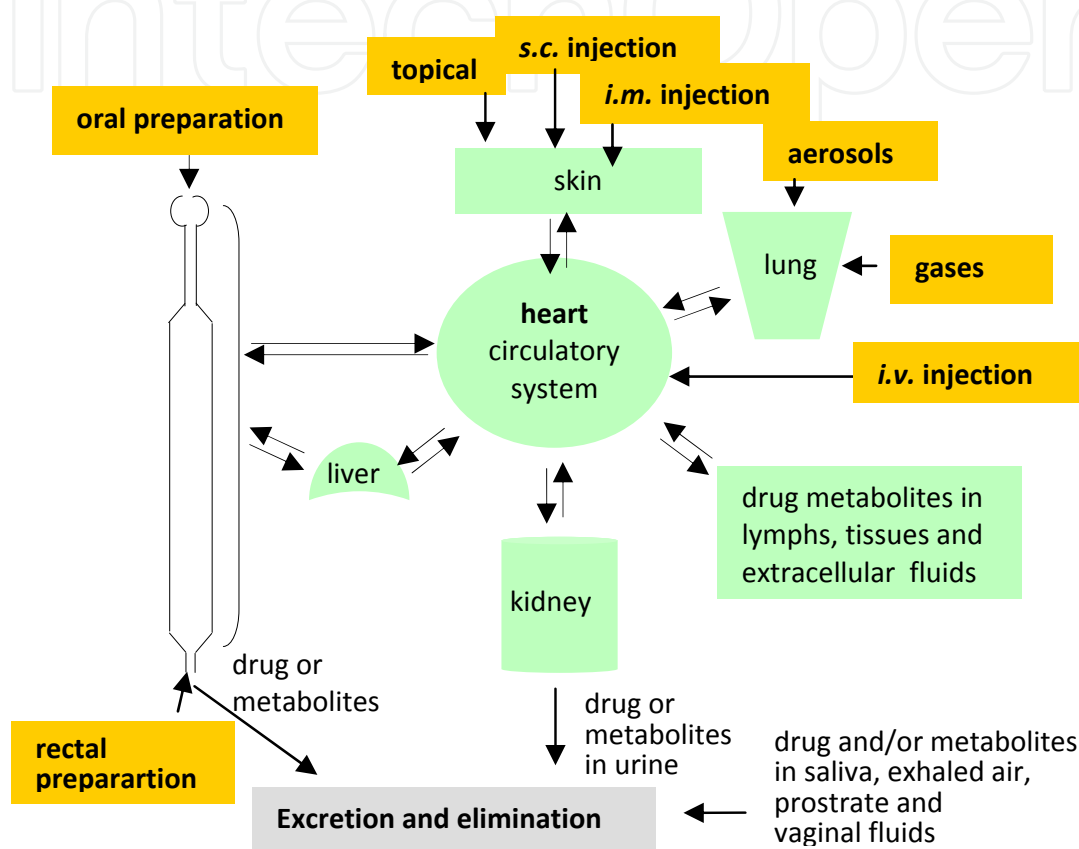 IntechOpen
s.c. injection
topical
i.m. injection
oral preparation
aerosols
skin
lung
gases
heart
circulatory
system
i.v. injection
liver
drug metabolites in
lymphs, tissues and
extracellular fluids
kidney
drug or
metabolites
rectal
preparartion
drug or
metabolites
in urine
drug and/or metabolites
in saliva, exhaled air,
prostrate and
vaginal fluids
Excretion and elimination